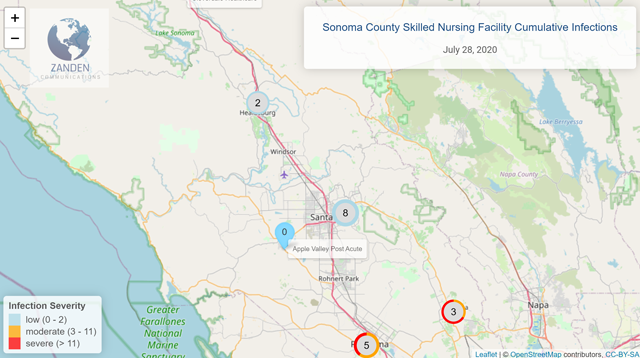 +
−
ZANDEN
COMMUNICATIONS
Lake Sonoma
Sonoma County Skilled Nursing Facility Cumulative Infections
July 28, 2020
2
Windsor
Lake Berryessa
Napa County
8
Santa
0
Apple Valley Post Acute
Rohnert Park
3
Napa
5
Greater
Farallones
National
Marine
Sanctuary
Infection Severity
low (0 - 2)
moderate (3 - 11)
severe (> 11)
Leaflet | © OpenStreetMap contributors, CC-BY-SA